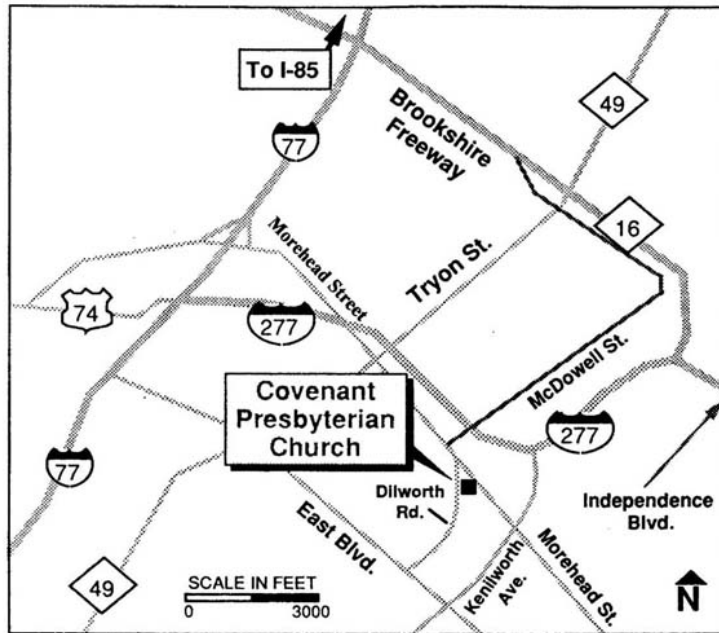 To I-85
77
Brookshire
Freeway
49
16
Morehead Street
Tryon St.
74
277
McDowell St.
Covenant
Presbyterian
Church
277
77
Dilworth
Rd.
Independence
Blvd.
East Blvd.
Kenilworth
Ave.
Morehead St.
49
SCALE IN FEET
0 3000
N